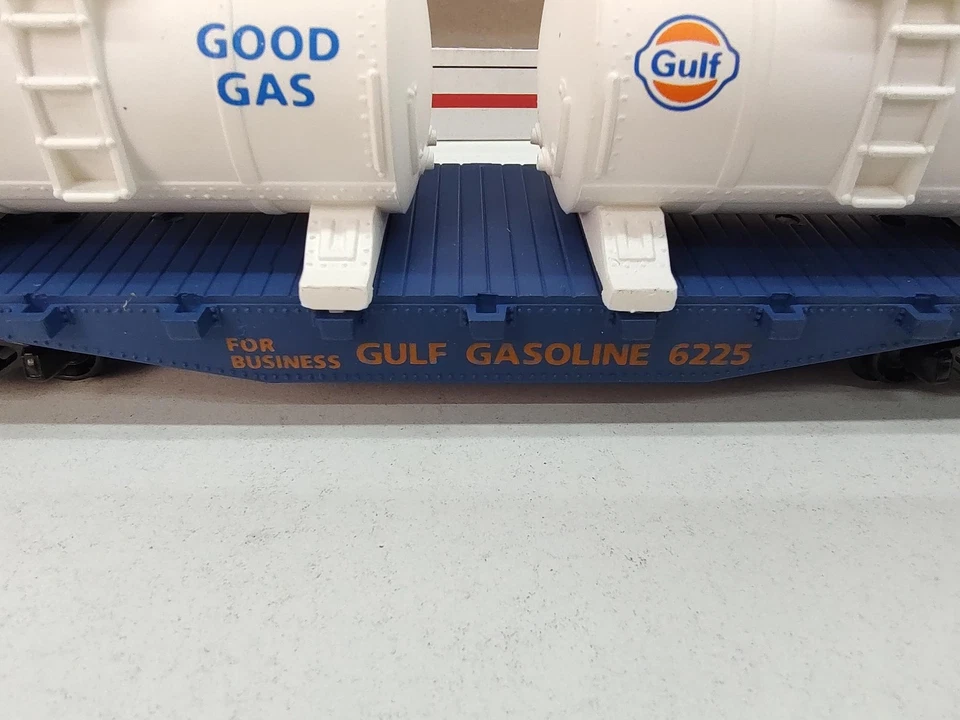 GOOD
GAS
Gulf
FOR
BUSINESS
GULF GASOLINE 6225